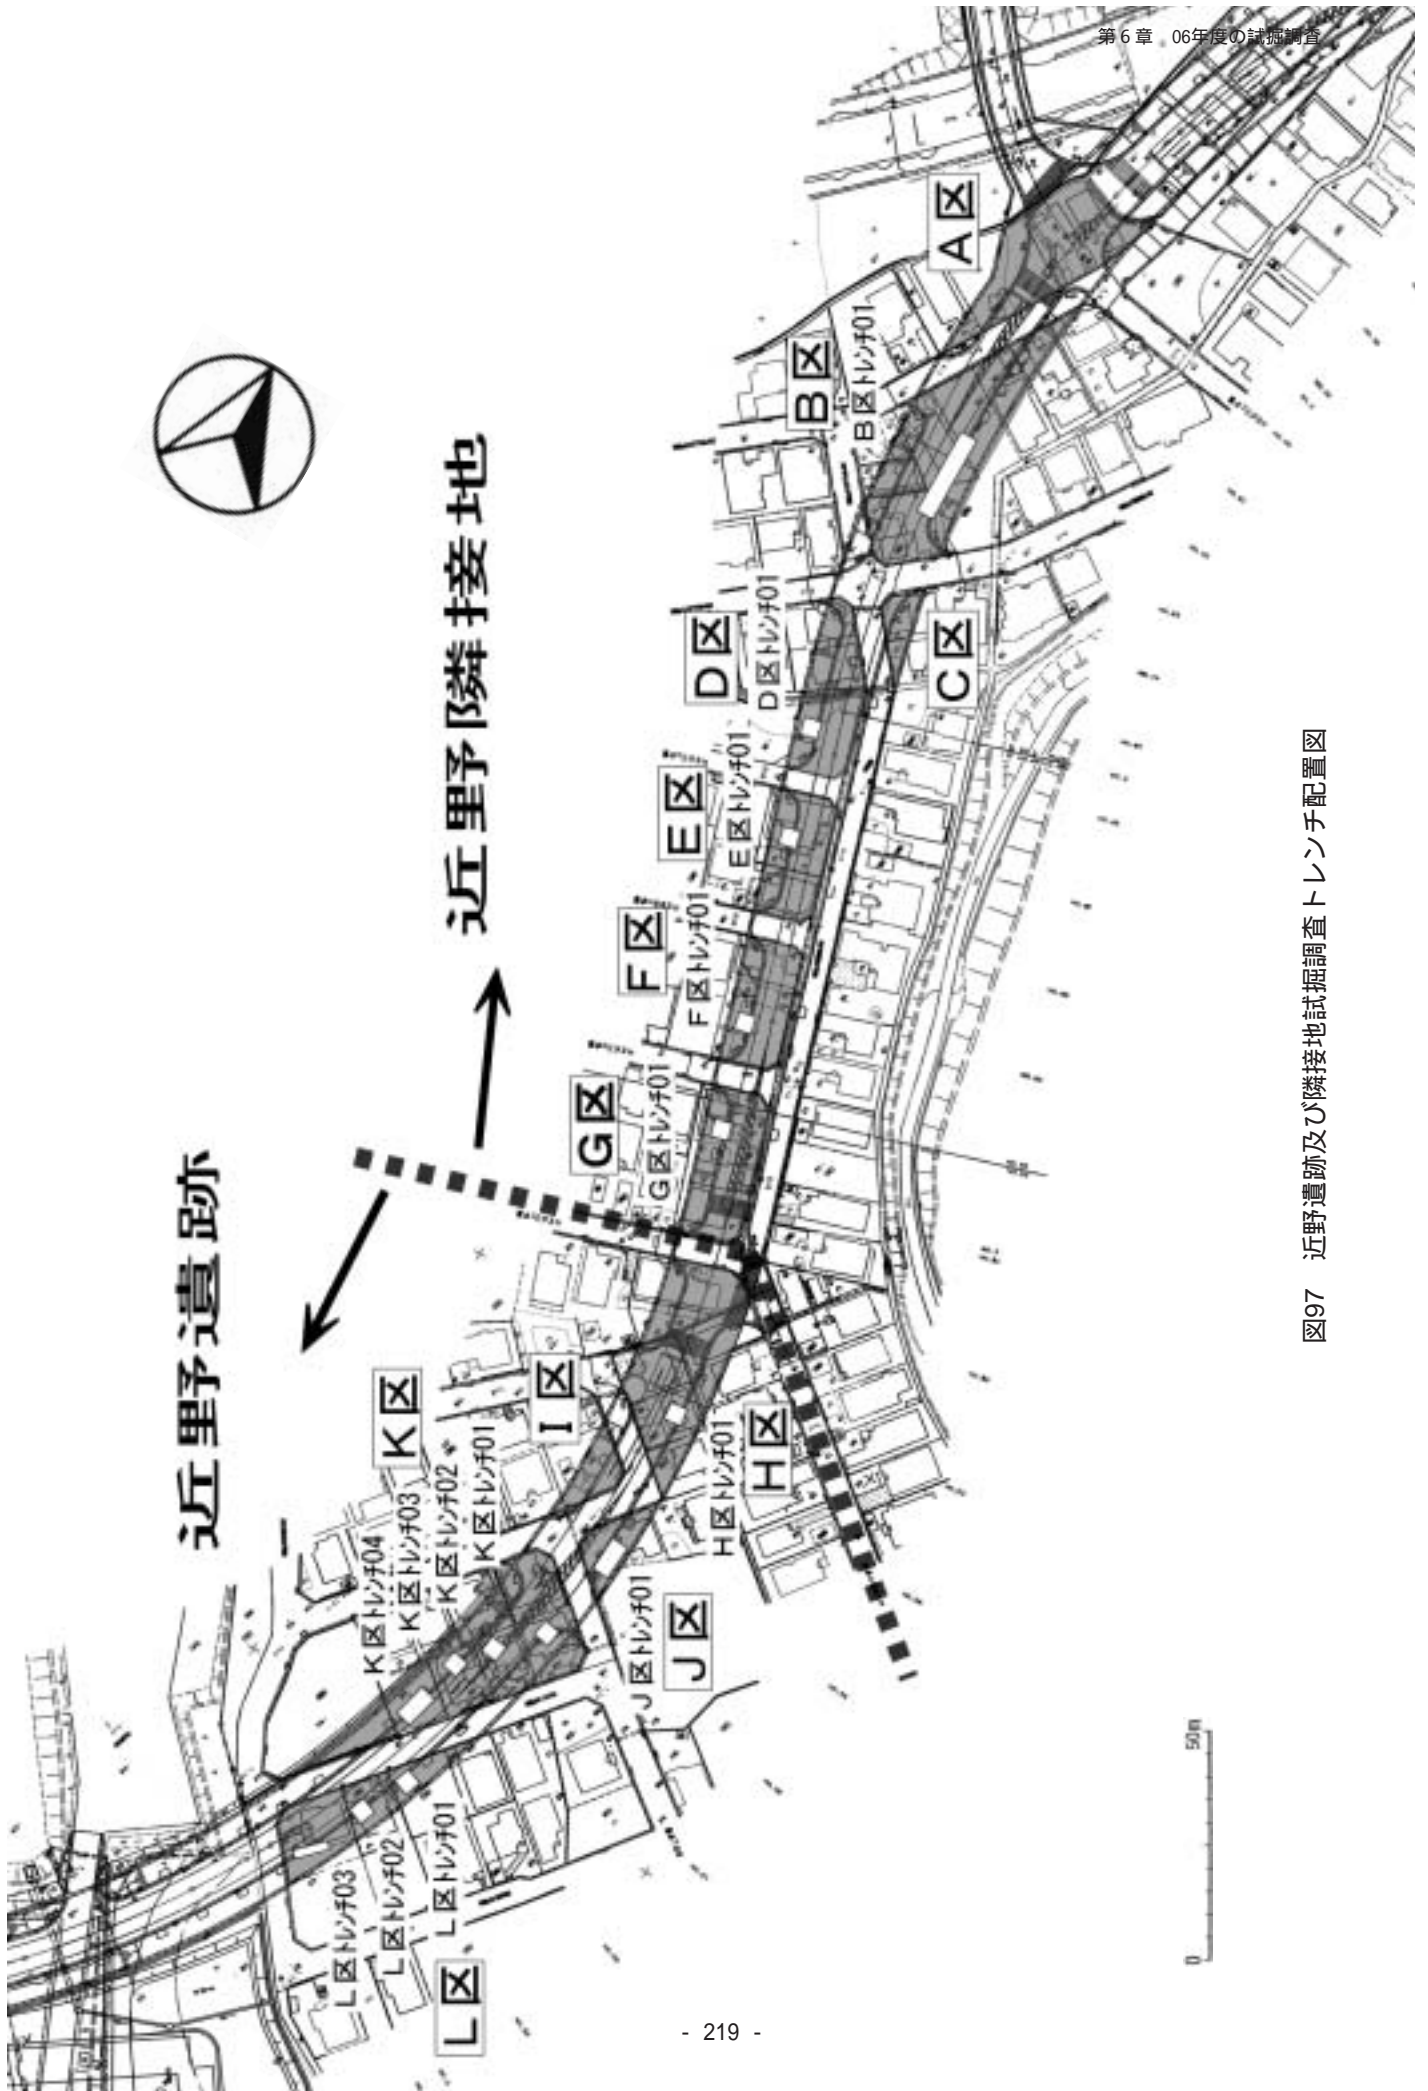 第6章 06年度の試掘調査
近野遺跡
近野隣接地
A区
B区
B区トレンチ01
C区
D区
D区トレンチ01
E区
E区トレンチ01
F区
F区トレンチ01
G区
G区トレンチ01
H区
H区トレンチ01
I区
J区
J区トレンチ01
K区
K区トレンチ01
K区トレンチ02
K区トレンチ03
K区トレンチ04
L区
L区トレンチ01
L区トレンチ02
L区トレンチ03
0
50m
図97 近野遺跡及び隣接地試掘調査トレンチ配置図
- 219 -